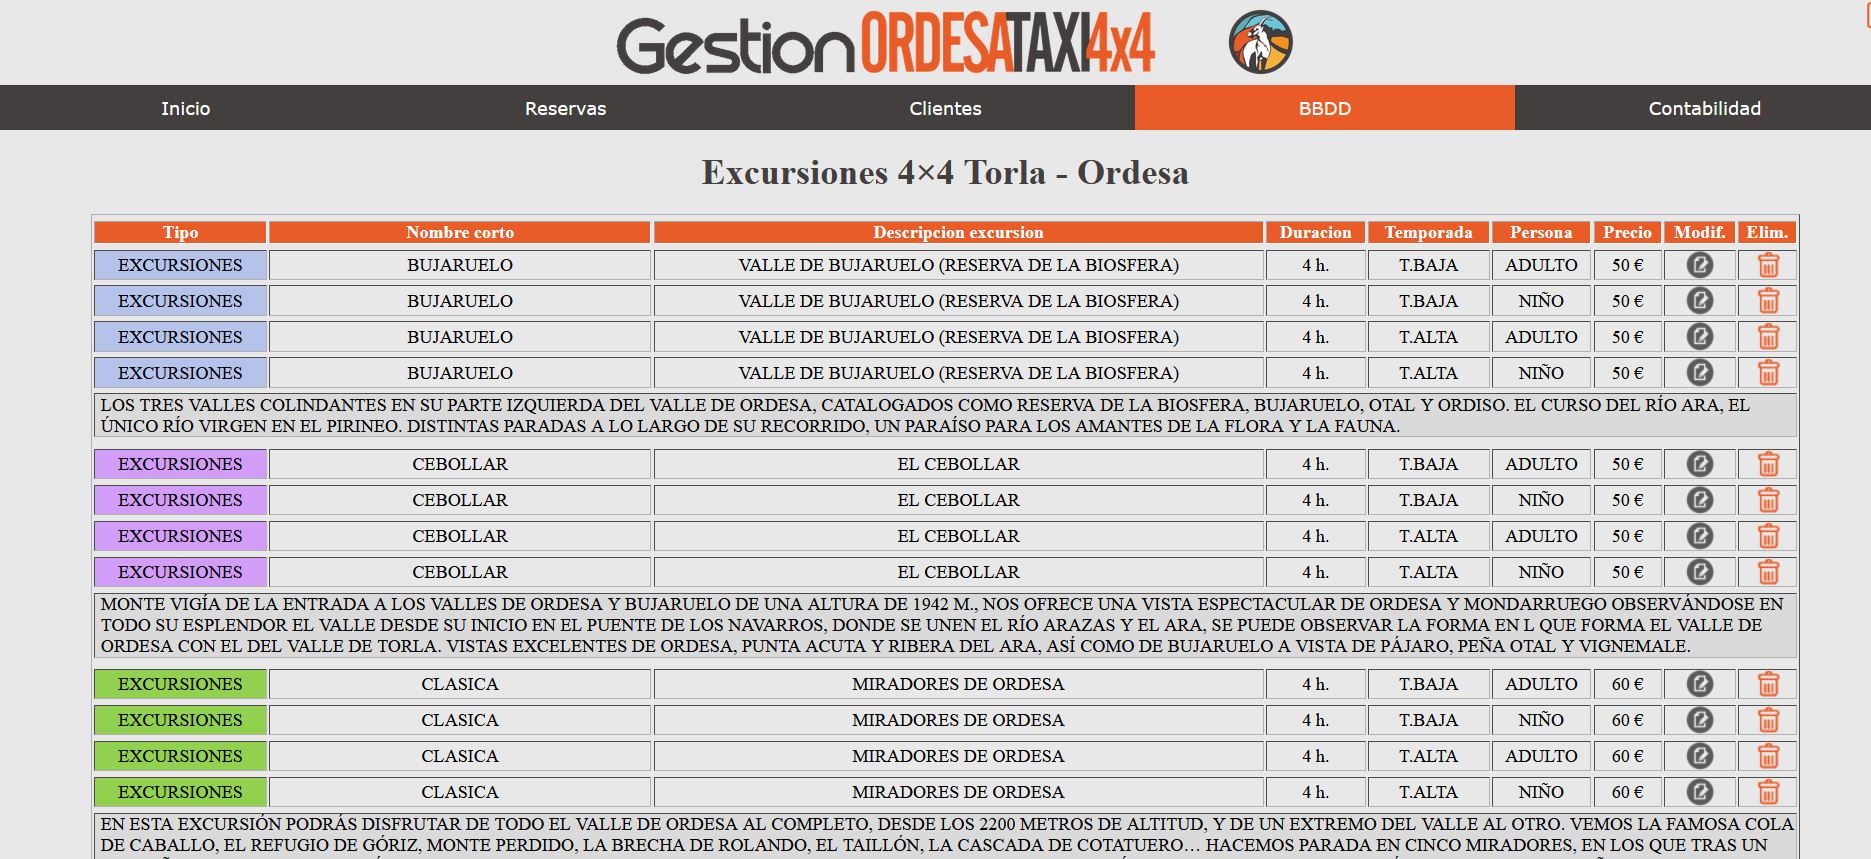 Gestion ORDESATAXI4x4
Inicio Reservas Clientes BBDD Contabilidad
Excursiones 4×4 Torla - Ordesa
Tipo Nombre corto Descripcion excursion Duracion Temporada Persona Precio Modif. Elim.
EXCURSIONES BUJARUELO VALLE DE BUJARUELO (RESERVA DE LA BIOSFERA) 4 h. T.BAJA ADULTO 50 €
EXCURSIONES BUJARUELO VALLE DE BUJARUELO (RESERVA DE LA BIOSFERA) 4 h. T.BAJA NIÑO 50 €
EXCURSIONES BUJARUELO VALLE DE BUJARUELO (RESERVA DE LA BIOSFERA) 4 h. T.ALTA ADULTO 50 €
EXCURSIONES BUJARUELO VALLE DE BUJARUELO (RESERVA DE LA BIOSFERA) 4 h. T.ALTA NIÑO 50 €
LOS TRES VALLES COLINDANTES EN SU PARTE IZQUIERDA DEL VALLE DE ORDESA, CATALOGADOS COMO RESERVA DE LA BIOSFERA, BUJARUELO, OTAL Y ORDISO. EL CURSO DEL RÍO ARA, EL
ÚNICO RÍO VIRGEN EN EL PIRINEO. DISTINTAS PARADAS A LO LARGO DE SU RECORRIDO, UN PARAÍSO PARA LOS AMANTES DE LA FLORA Y LA FAUNA.
EXCURSIONES CEBOLLAR EL CEBOLLAR 4 h. T.BAJA ADULTO 50 €
EXCURSIONES CEBOLLAR EL CEBOLLAR 4 h. T.BAJA NIÑO 50 €
EXCURSIONES CEBOLLAR EL CEBOLLAR 4 h. T.ALTA ADULTO 50 €
EXCURSIONES CEBOLLAR EL CEBOLLAR 4 h. T.ALTA NIÑO 50 €
MONTE VIGÍA DE LA ENTRADA A LOS VALLES DE ORDESA Y BUJARUELO DE UNA ALTURA DE 1942 M., NOS OFRECE UNA VISTA ESPECTACULAR DE ORDESA Y MONDARRUEGO OBSERVÁNDOSE EN
TODO SU ESPLENDOR EL VALLE DESDE SU INICIO EN EL PUENTE DE LOS NAVARROS, DONDE SE UNEN EL RÍO ARAZAS Y EL ARA, SE PUEDE OBSERVAR LA FORMA EN L QUE FORMA EL VALLE DE
ORDESA CON EL DEL VALLE DE TORLA. VISTAS EXCELENTES DE ORDESA, PUNTA ACUTA Y RIBERA DEL ARA, ASÍ COMO DE BUJARUELO A VISTA DE PÁJARO, PEÑA OTAL Y VIGNEMALE.
EXCURSIONES CLASICA MIRADORES DE ORDESA 4 h. T.BAJA ADULTO 60 €
EXCURSIONES CLASICA MIRADORES DE ORDESA 4 h. T.BAJA NIÑO 60 €
EXCURSIONES CLASICA MIRADORES DE ORDESA 4 h. T.ALTA ADULTO 60 €
EXCURSIONES CLASICA MIRADORES DE ORDESA 4 h. T.ALTA NIÑO 60 €
EN ESTA EXCURSIÓN PODRÁS DISFRUTAR DE TODO EL VALLE DE ORDESA AL COMPLETO, DESDE LOS 2200 METROS DE ALTITUD, Y DE UN EXTREMO DEL VALLE AL OTRO. VEMOS LA FAMOSA COLA
DE CABALLO, EL REFUGIO DE GÓRIZ, MONTE PERDIDO, LA BRECHA DE ROLANDO, EL TAILLÓN, LA CASCADA DE COTATUERO… HACEMOS PARADA EN CINCO MIRADORES, EN LOS QUE TRAS UN